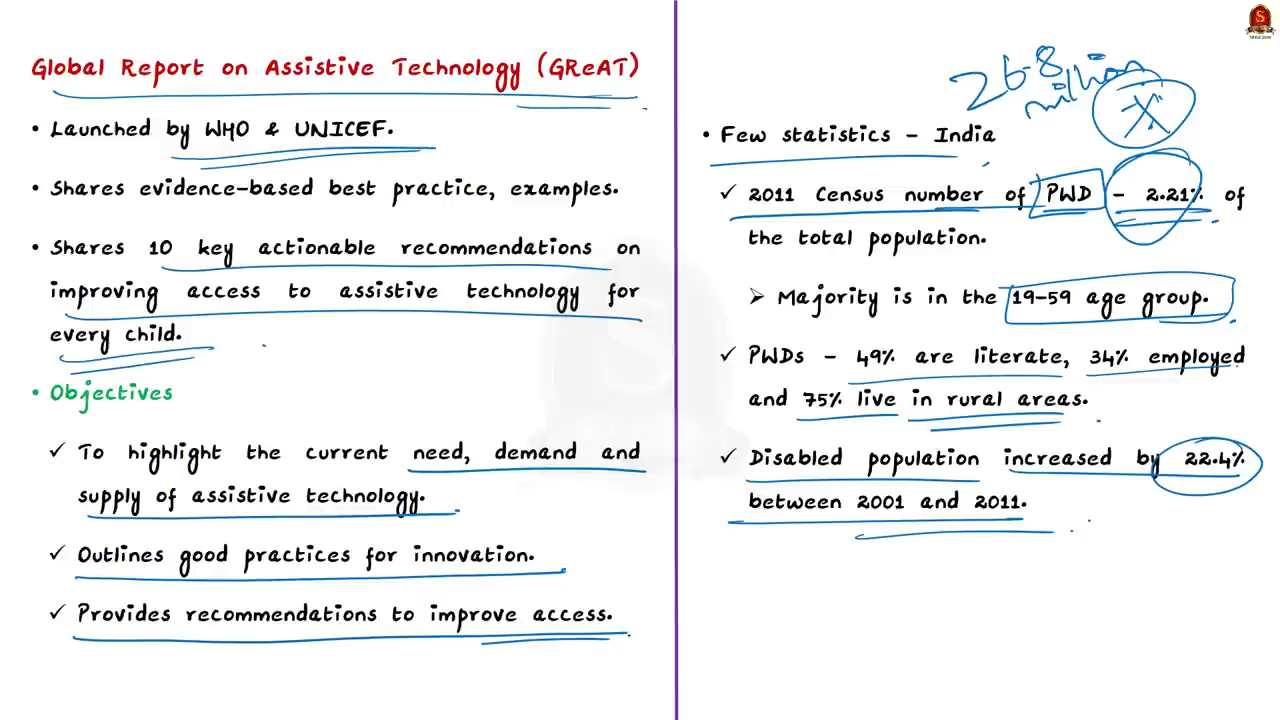 Global Report on Assistive Technology (GReAT)
• Launched by WHO & UNICEF.
• Shares evidence-based best practice, examples.
• Shares 10 key actionable recommendations on
improving access to assistive technology for
every child.
• Objectives
✓ To highlight the current need, demand and
supply of assistive technology.
✓ Outlines good practices for innovation.
✓ Provides recommendations to improve access.
26.8
million
• Few statistics - India
✓ 2011 Census number of PWD - 2.21% of
the total population.
➢ Majority is in the 19-59 age group.
✓ PWDs - 49% are literate, 34% employed
and 75% live in rural areas.
✓ Disabled population increased by 22.4%
between 2001 and 2011.